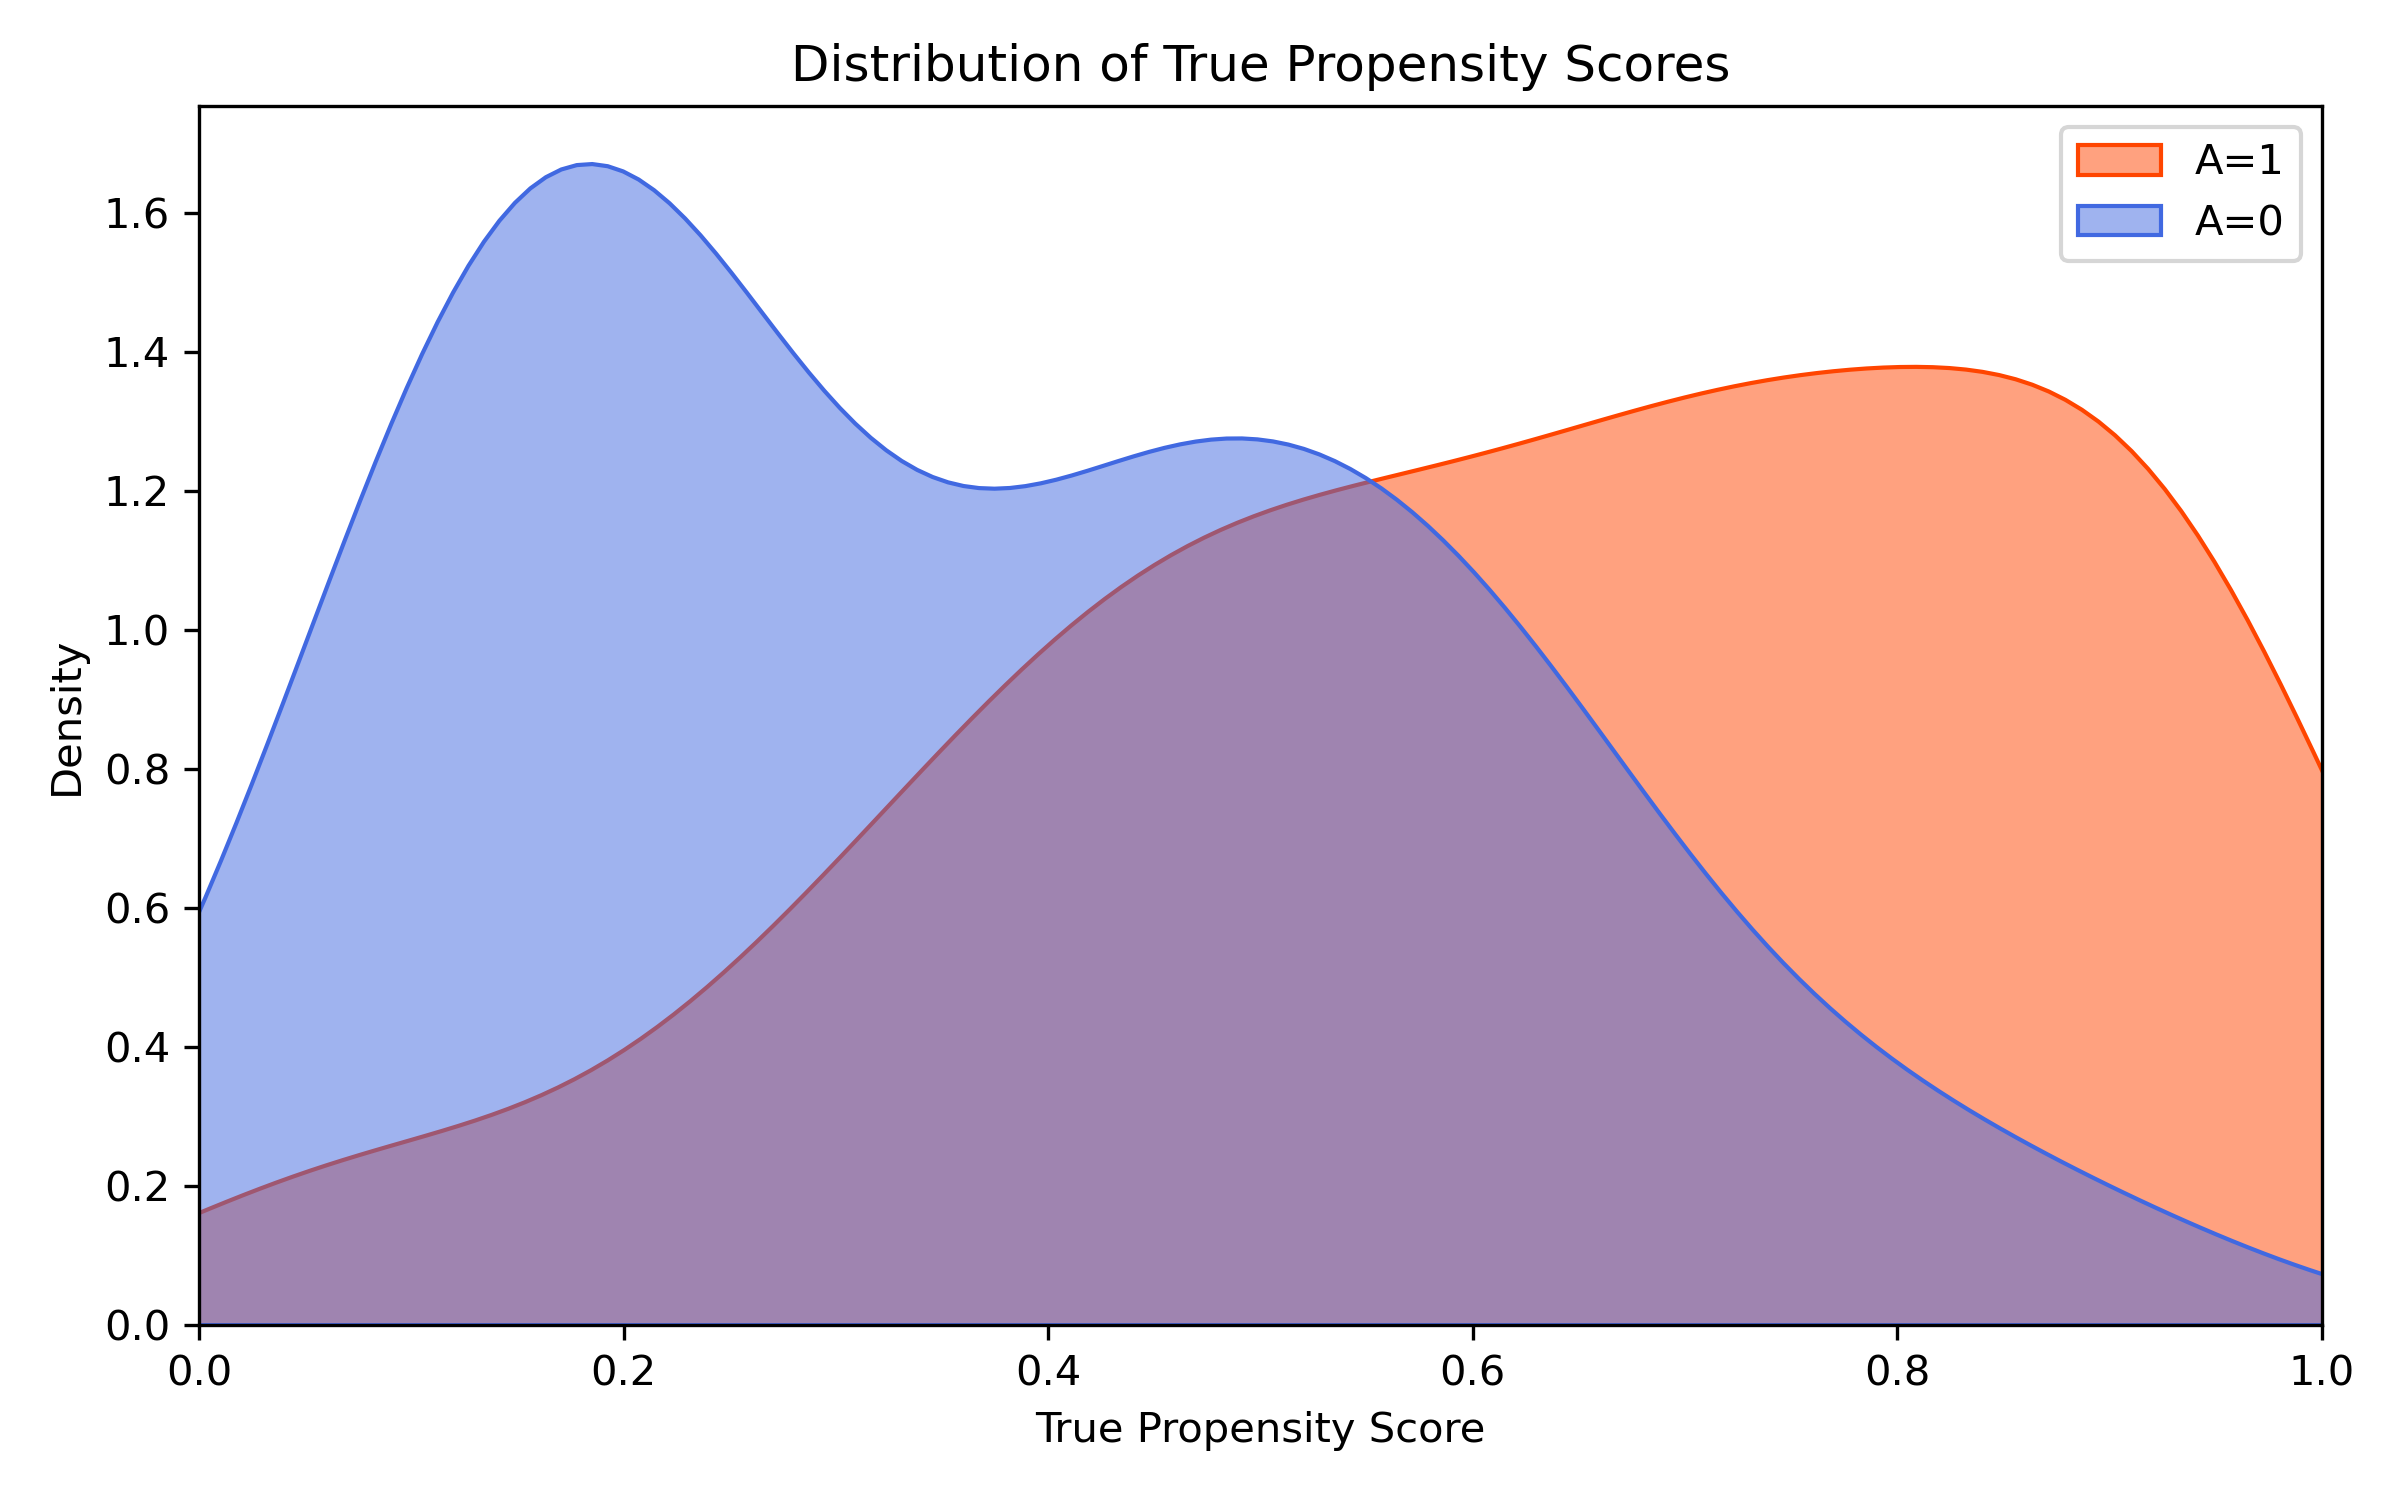 Distribution of True Propensity Scores
A=1
A=0
1.6
1.4
1.2
1.0
0.8
0.6
0.4
0.2
0.0
Density
0.0 0.2 0.4 0.6 0.8 1.0
True Propensity Score